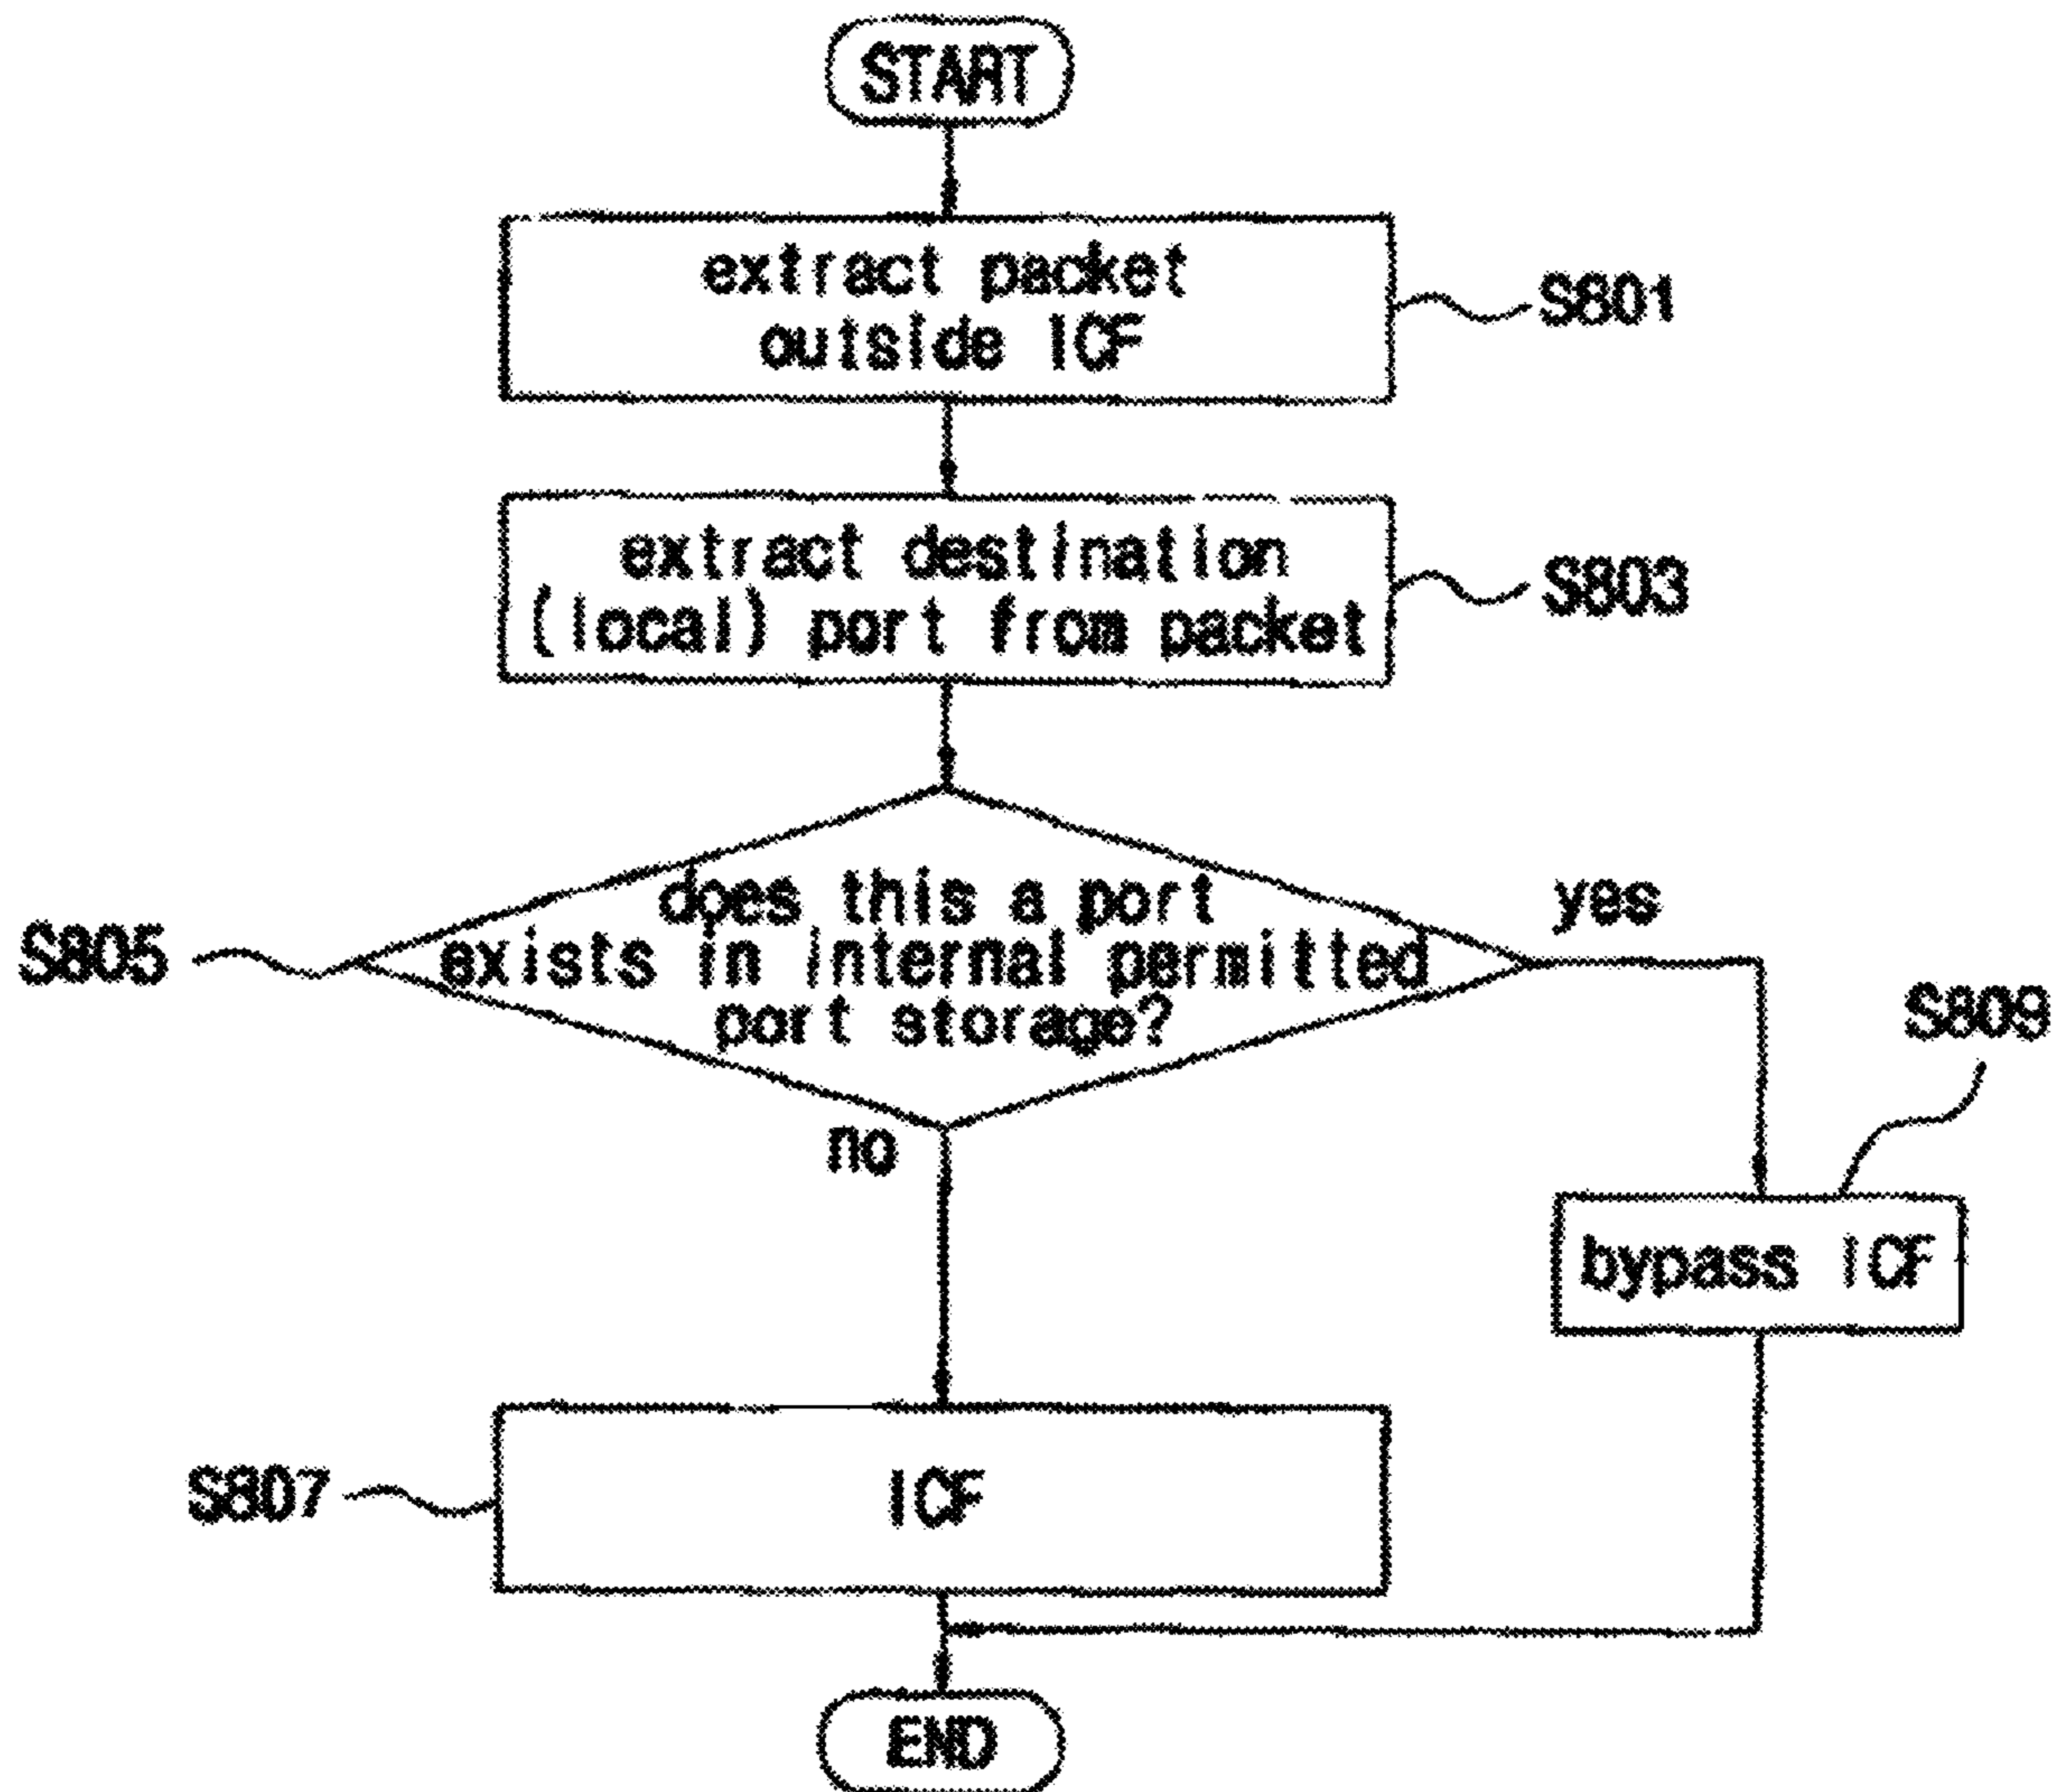 START
extract packet
outside ICF
S801
extract destination
(local) port from packet
S803
does this a port
exists in internal permitted
port storage?
S805
yes
no
S809
bypass ICF
ICF
S807
END